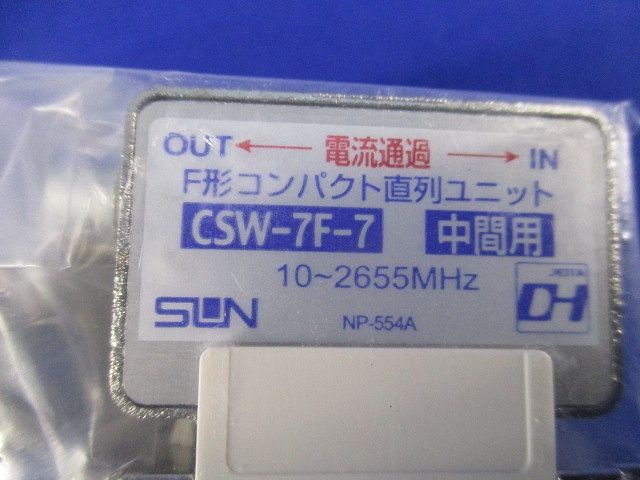 OUT ←電流通過→ IN
F形コンパクト直列ユニット
CSW-7F-7 中間用
10~2655MHz
JEITA
DH
SUN
NP-554A